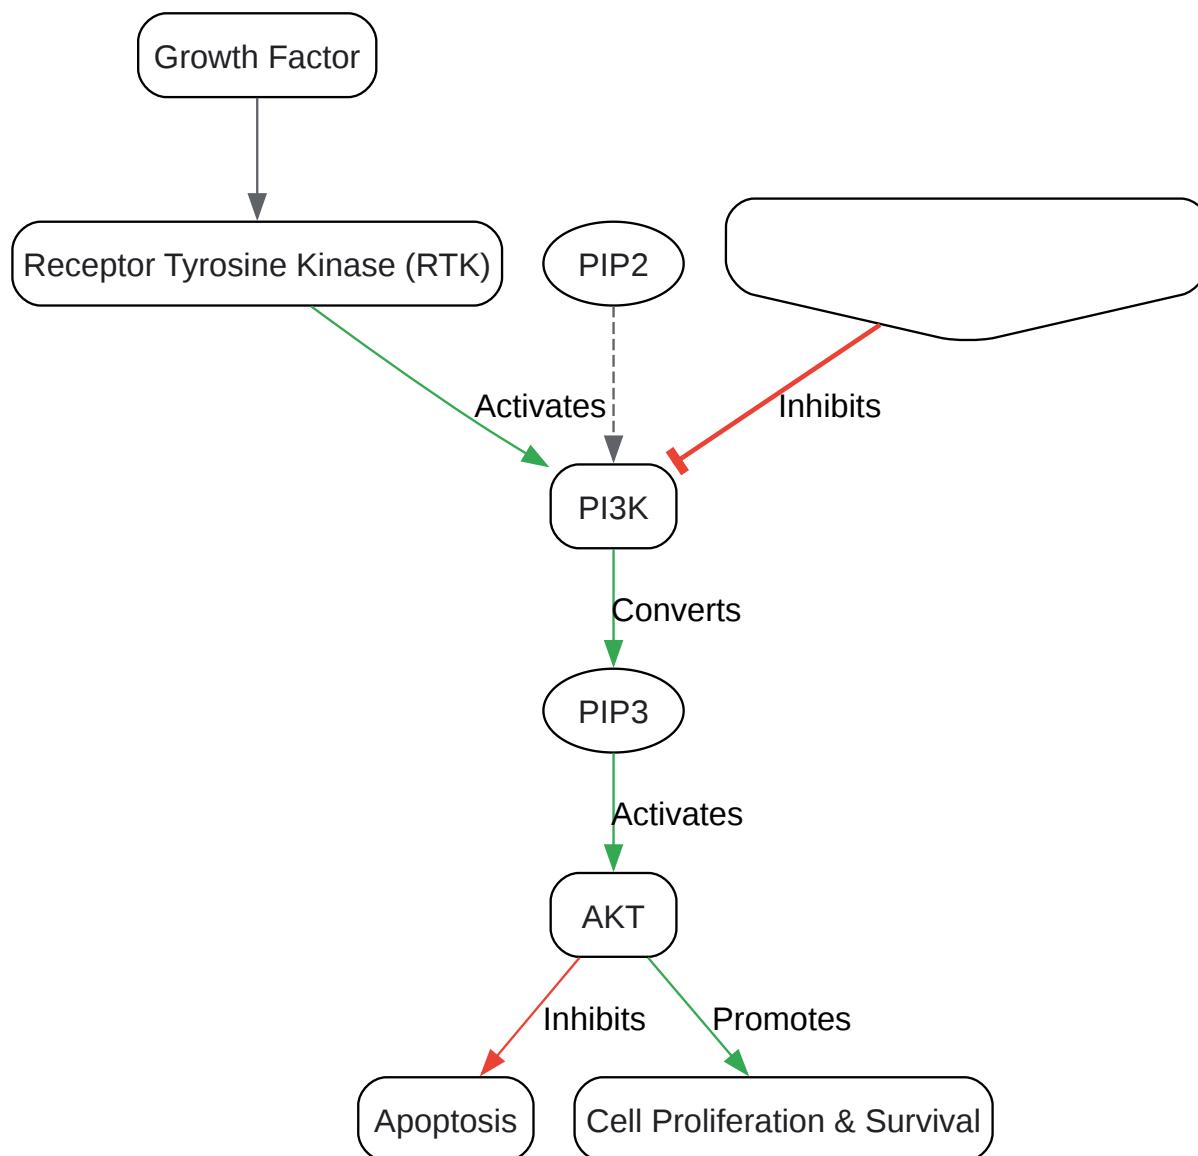 Growth Factor
Receptor Tyrosine Kinase (RTK)
PIP2
Activates
Inhibits
PI3K
Converts
PIP3
Activates
AKT
Inhibits
Promotes
Apoptosis
Cell Proliferation & Survival